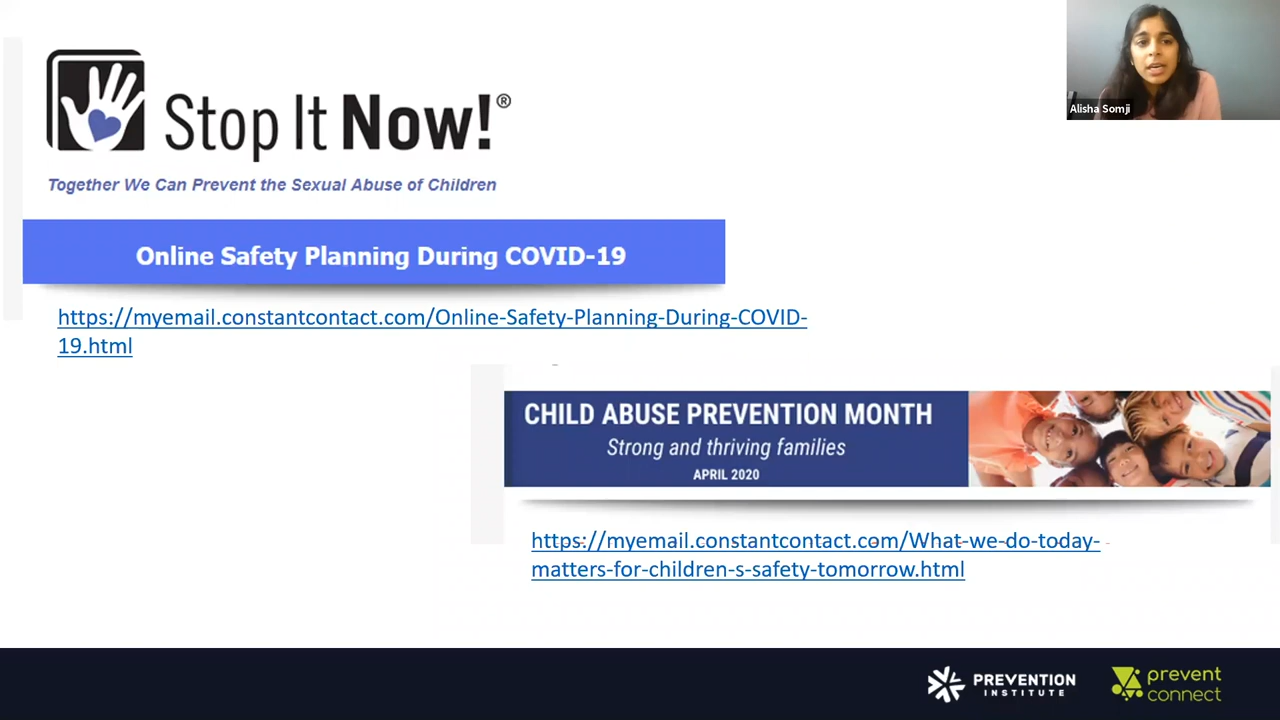 Stop It Now!®
Together We Can Prevent the Sexual Abuse of Children
Online Safety Planning During COVID-19
https://myemail.constantcontact.com/Online-Safety-Planning-During-COVID-
19.html
Alisha Somji
CHILD ABUSE PREVENTION MONTH
Strong and thriving families
APRIL 2020
https://myemail.constantcontact.com/What-we-do-today-
matters-for-children-s-safety-tomorrow.html
PREVENTION
INSTITUTE
prevent
connect